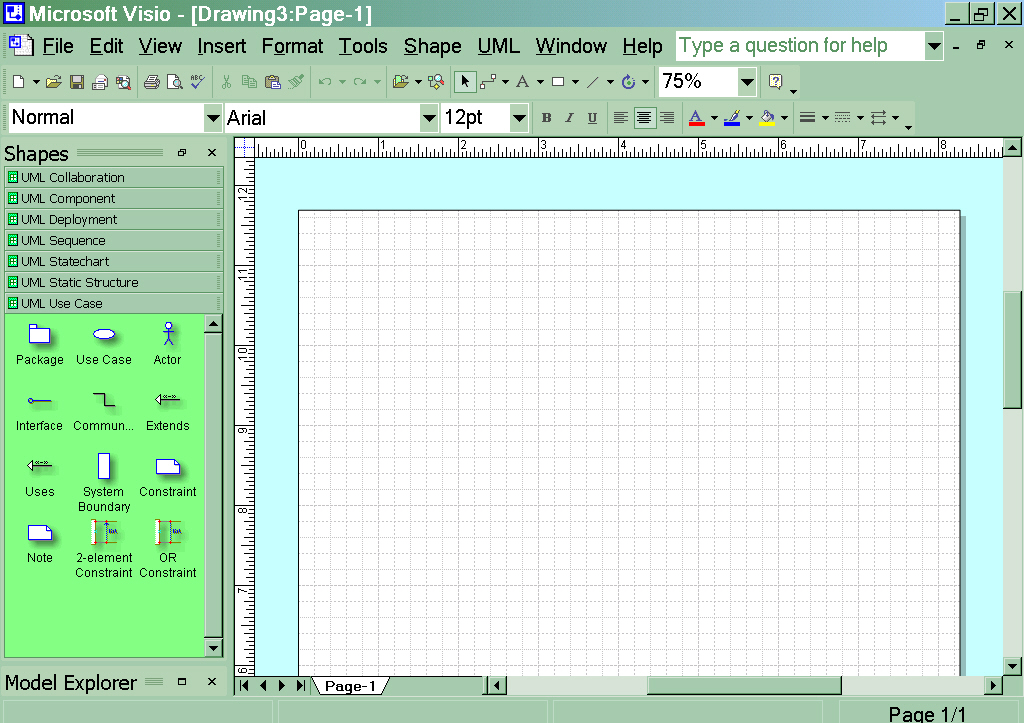 Microsoft Visio - [Drawing3:Page-1]
File Edit View Insert Format Tools Shape UML Window Help Type a question for help
75%
Normal Arial 12pt B I U A
Shapes
0 1 2 3 4 5 6 7 8
UML Collaboration
UML Component
UML Deployment
UML Sequence
UML Statechart
UML Static Structure
UML Use Case
Package Use Case Actor
Interface Commun... Extends
Uses System Boundary Constraint
Note 2-element Constraint OR Constraint
12
11
10
9
8
7
6
Model Explorer
Page-1
Page 1/1